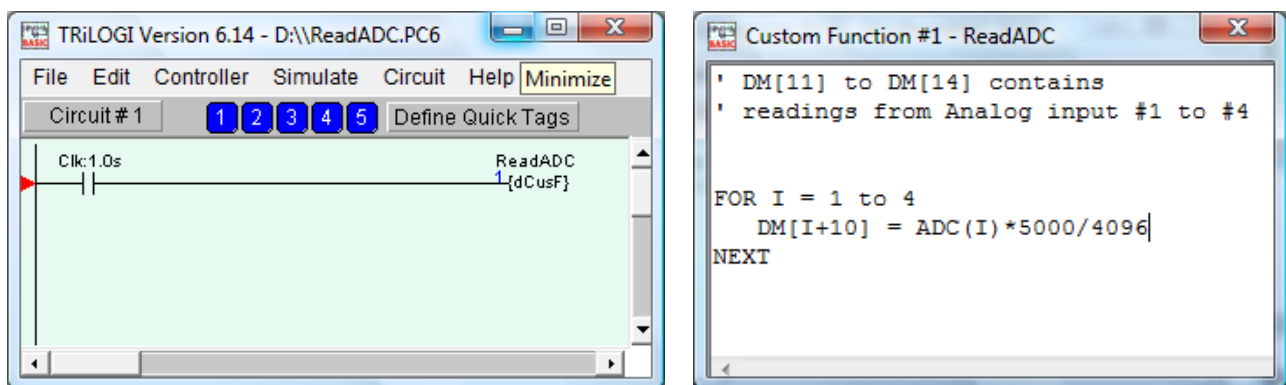 TRiLOGI Version 6.14 - D:\\ReadADC.PC6
File Edit Controller Simulate Circuit Help Minimize
Circuit # 1 1 2 3 4 5 Define Quick Tags
Clk:1.0s ReadADC
1 {dCusF}
BASIC Custom Function #1 - ReadADC
' DM[11] to DM[14] contains
' readings from Analog input #1 to #4
FOR I = 1 to 4
DM[I+10] = ADC(I)*5000/4096
NEXT